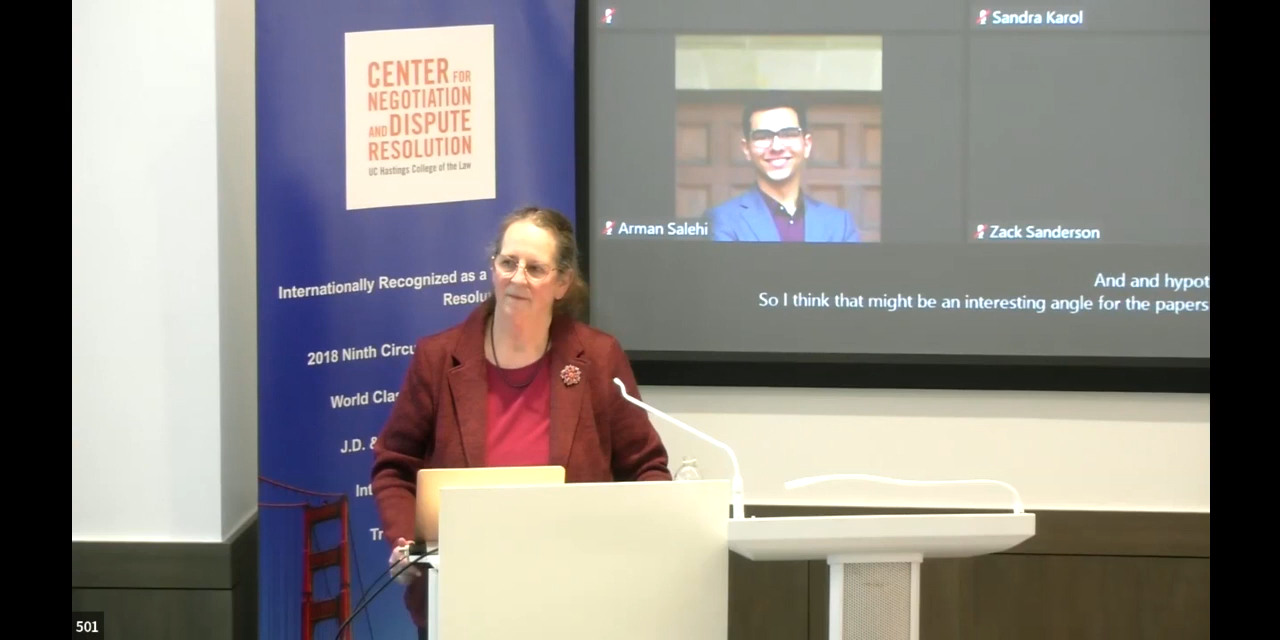 CENTER FOR
NEGOTIATION
AND DISPUTE
RESOLUTION
UC Hastings College of the Law
Internationally Recognized as a
Resolu
2018 Ninth Circu
World Clas
J.D. &
Int
Tr
Sandra Karol
Arman Salehi
Zack Sanderson
And and hypot
So I think that might be an interesting angle for the papers
501